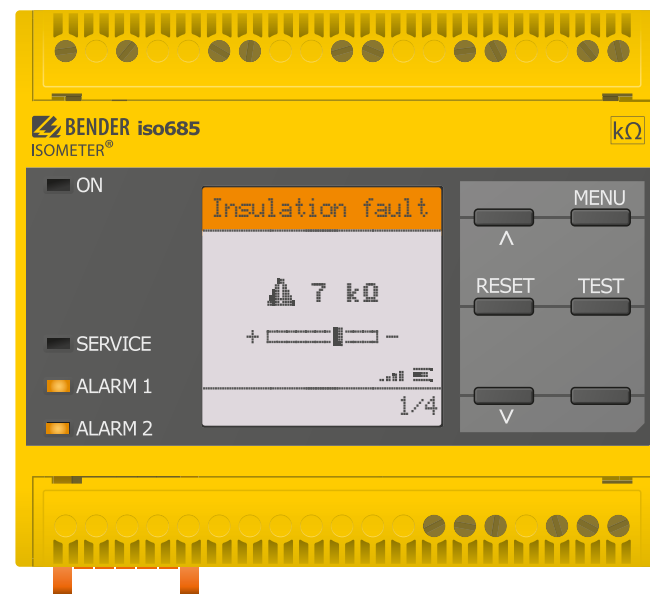 BENDER iso685
ISOMETER®
kΩ
ON
Insulation fault
MENU
RESET
TEST
7 kΩ
+ -
SERVICE
ALARM 1
1/4
ALARM 2